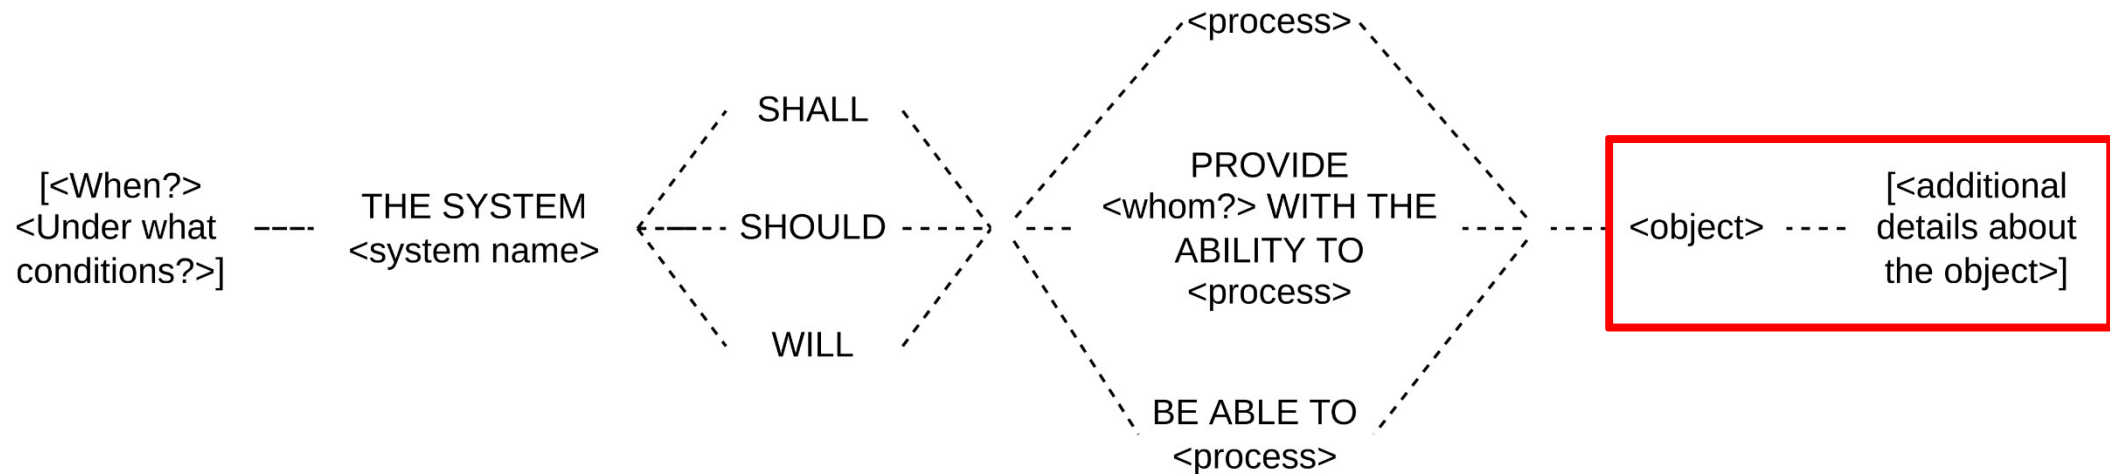 [<When?>
<Under what
conditions?>]
THE SYSTEM
<system name>
SHALL
SHOULD
WILL
<process>
PROVIDE
<whom?> WITH THE
ABILITY TO
<process>
BE ABLE TO
<process>
<object>
[<additional
details about
the object>]